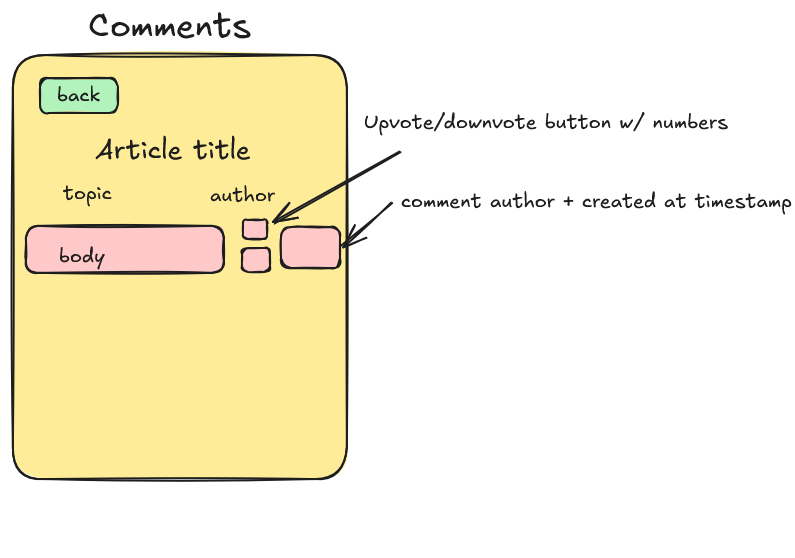 Comments
back
Upvote/downvote button w/ numbers
Article title
topic
author
comment author + created at timestamp
body